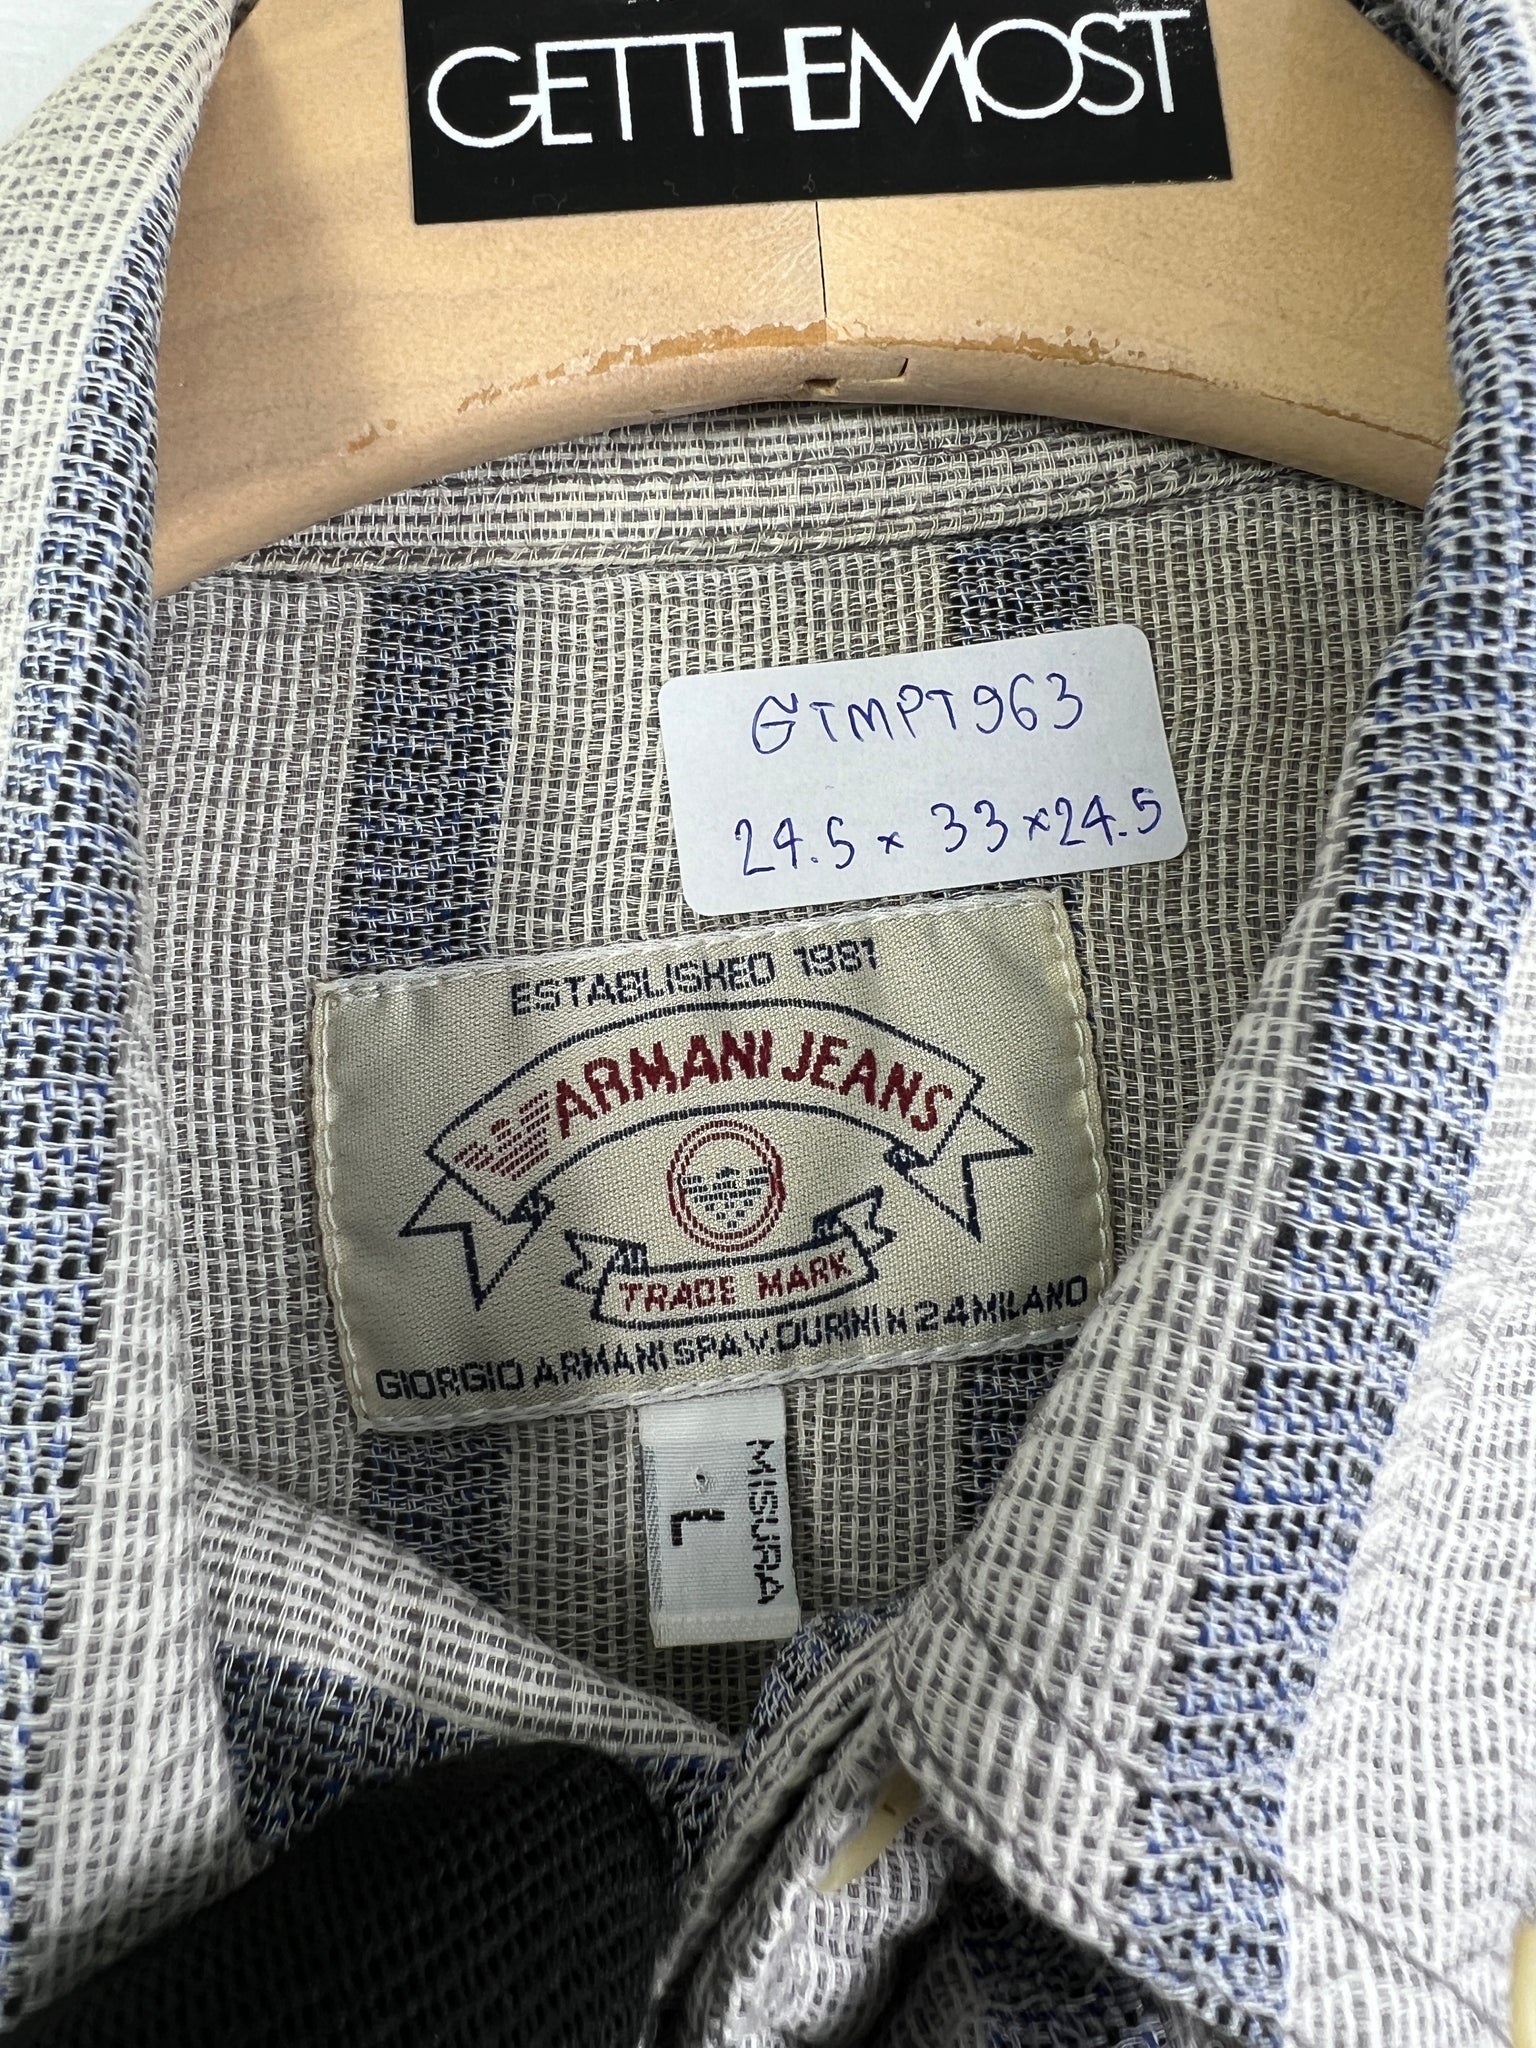 GETTHEMOST
GTMPT963
24.5 x 33 x 24.5
ESTABLISHED 1981
ARMANI JEANS
TRADE MARK
GIORGIO ARMANI SPA V. DURINI N 24 MILANO
MISURA
L